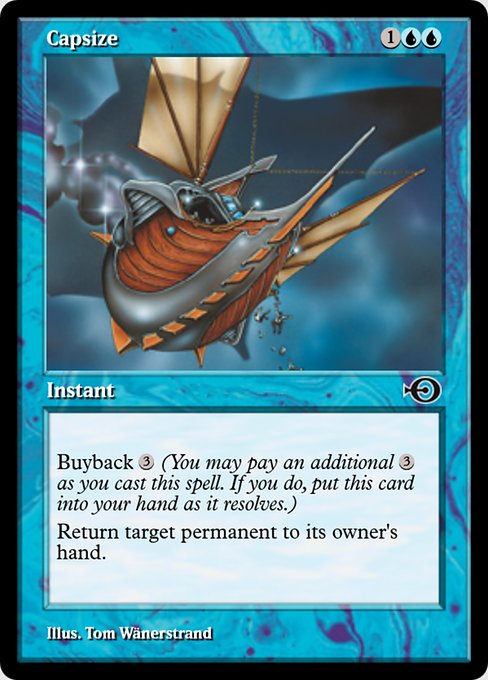 Capsize 1
Instant
Buyback 3 (You may pay an additional 3
as you cast this spell. If you do, put this card
into your hand as it resolves.)
Return target permanent to its owner's
hand.
Illus. Tom Wänerstrand